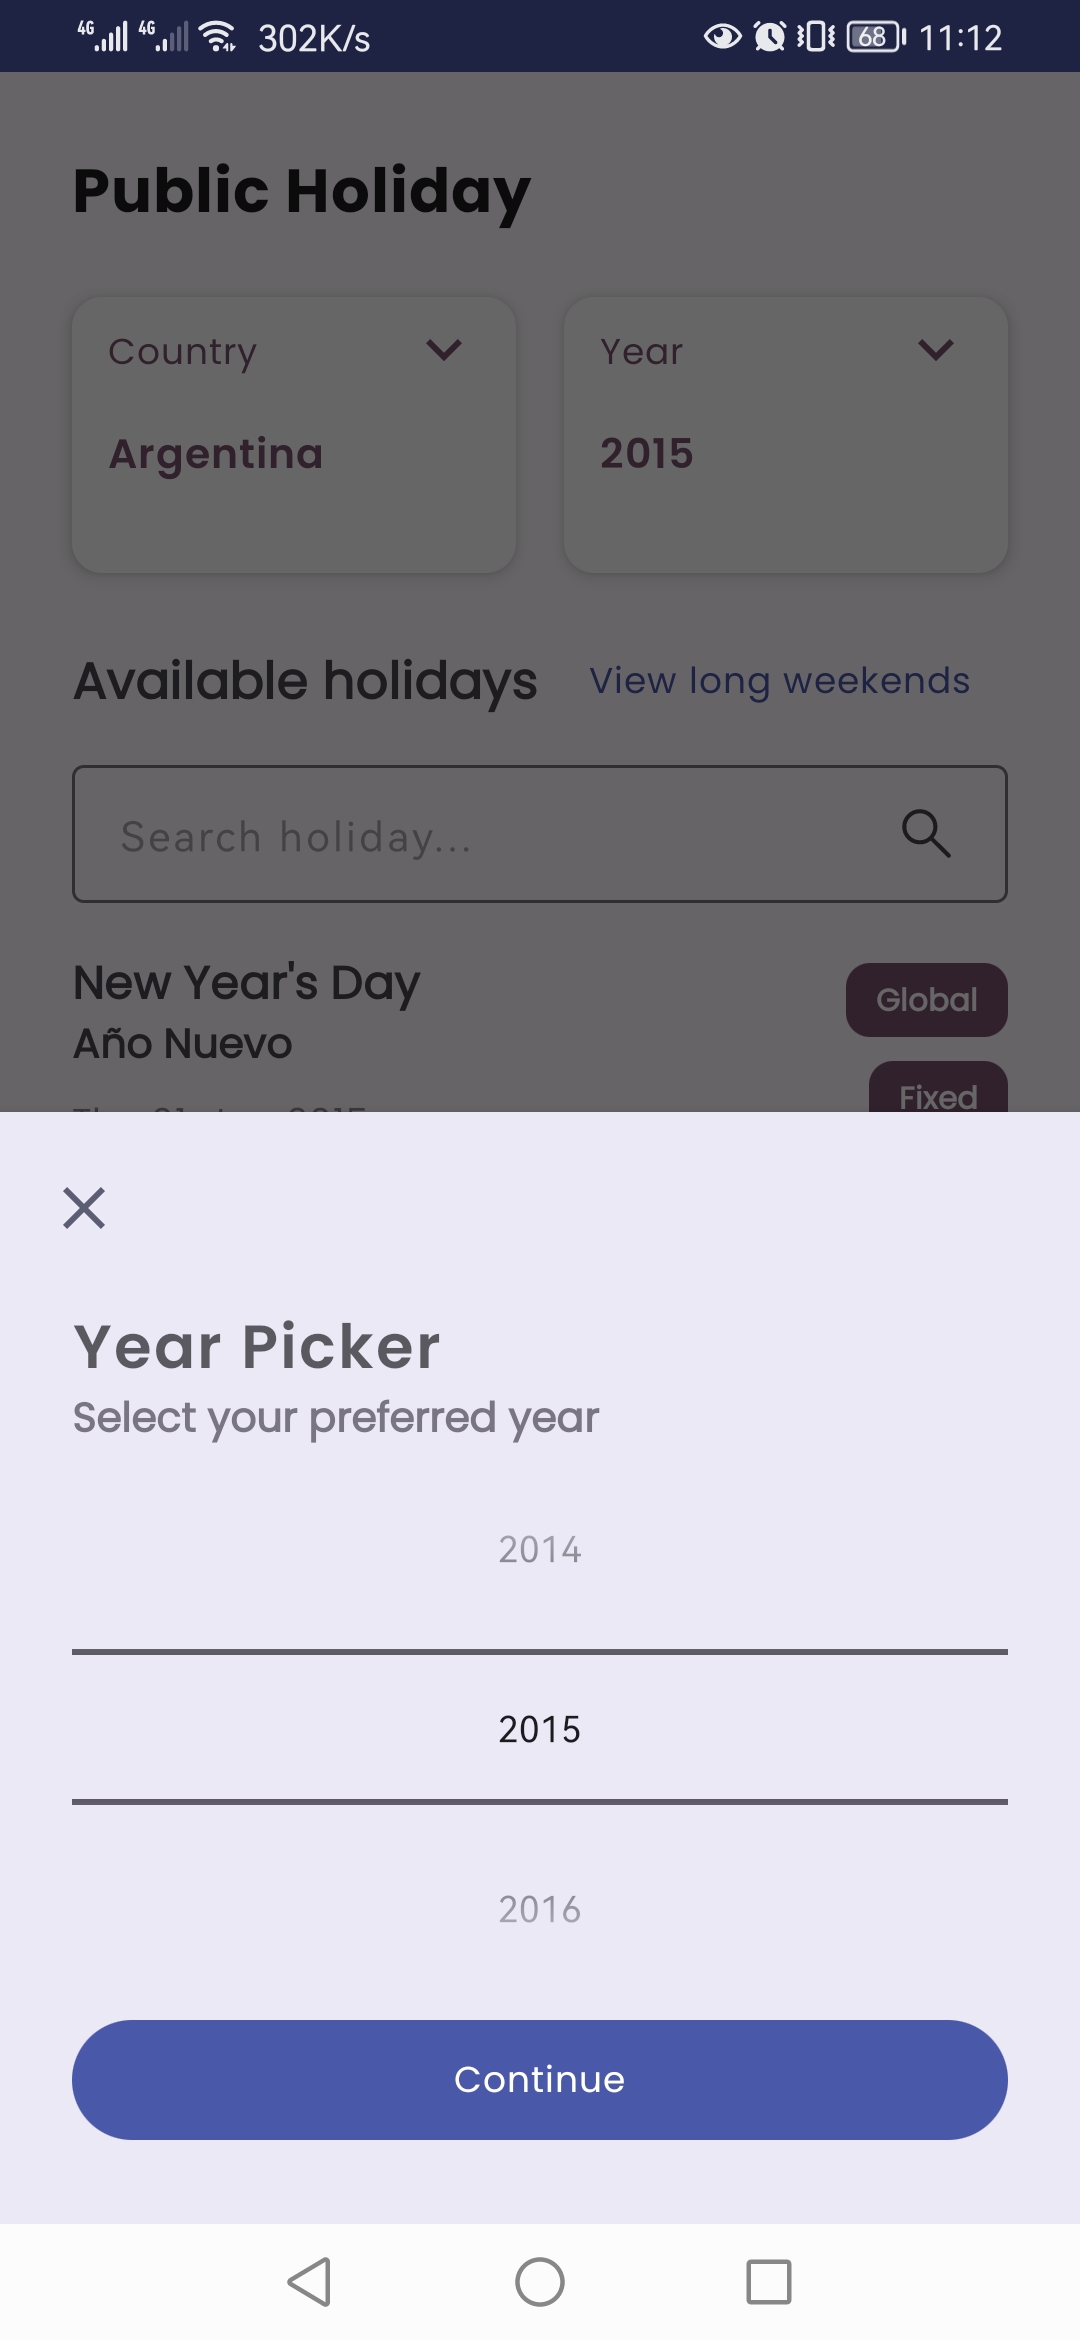 4G 4G 302K/s 68 11:12
Public Holiday
Country
Argentina
Year
2015
Available holidays View long weekends
Search holiday...
New Year's Day
Año Nuevo
Global
Fixed
Year Picker
Select your preferred year
2014
2015
2016
Continue